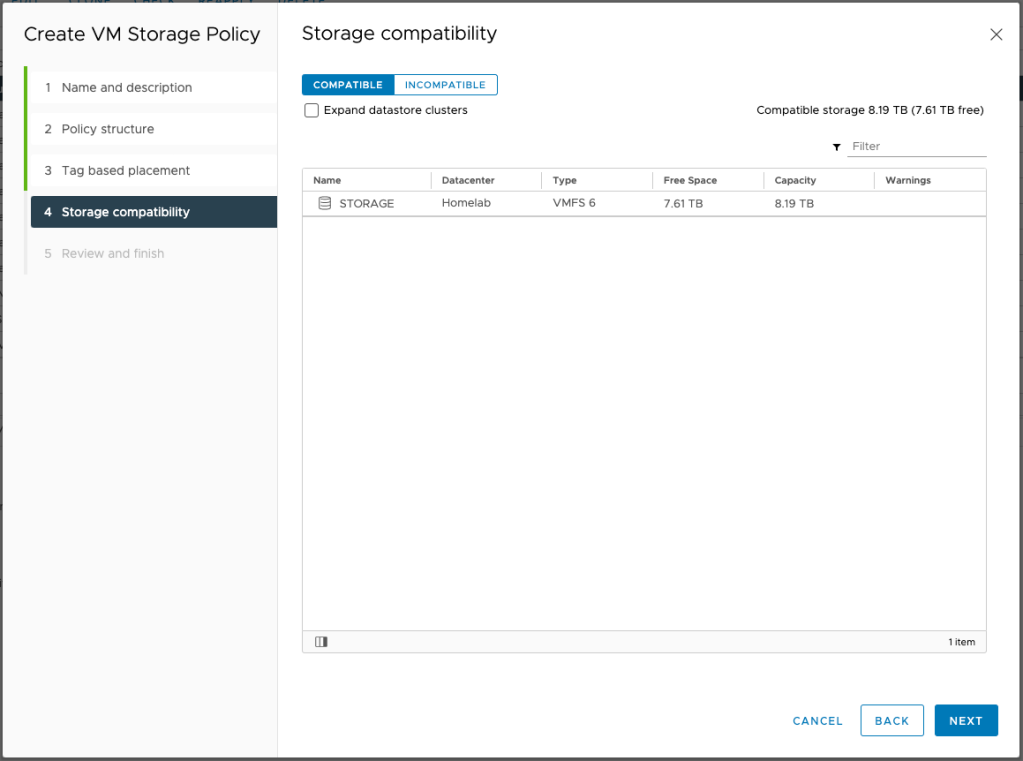 Create VM Storage Policy
1 Name and description
2 Policy structure
3 Tag based placement
4 Storage compatibility
5 Review and finish
Storage compatibility
COMPATIBLE INCOMPATIBLE
Expand datastore clusters
Compatible storage 8.19 TB (7.61 TB free)
Filter
Name Datacenter Type Free Space Capacity Warnings
STORAGE Homelab VMFS 6 7.61 TB 8.19 TB
1 item
CANCEL BACK NEXT